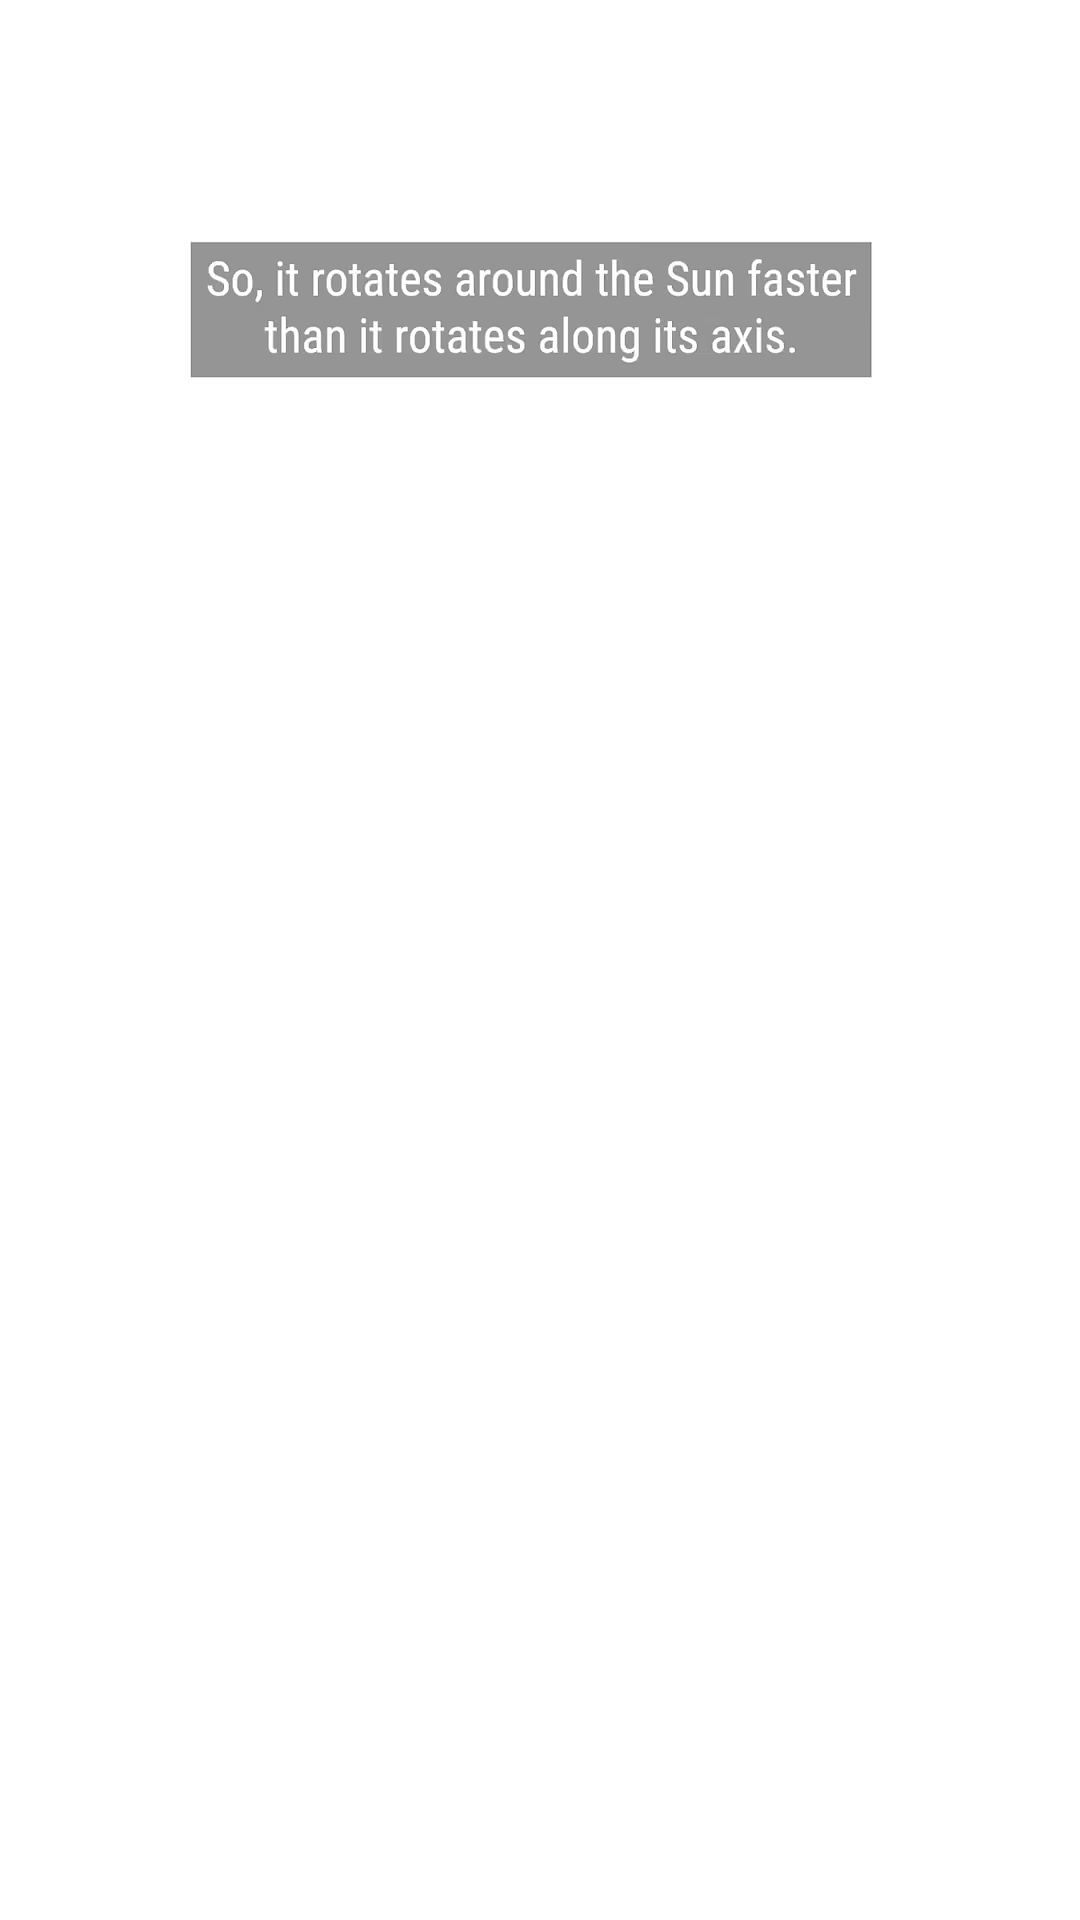 So, it rotates around the Sun faster
than it rotates along its axis.